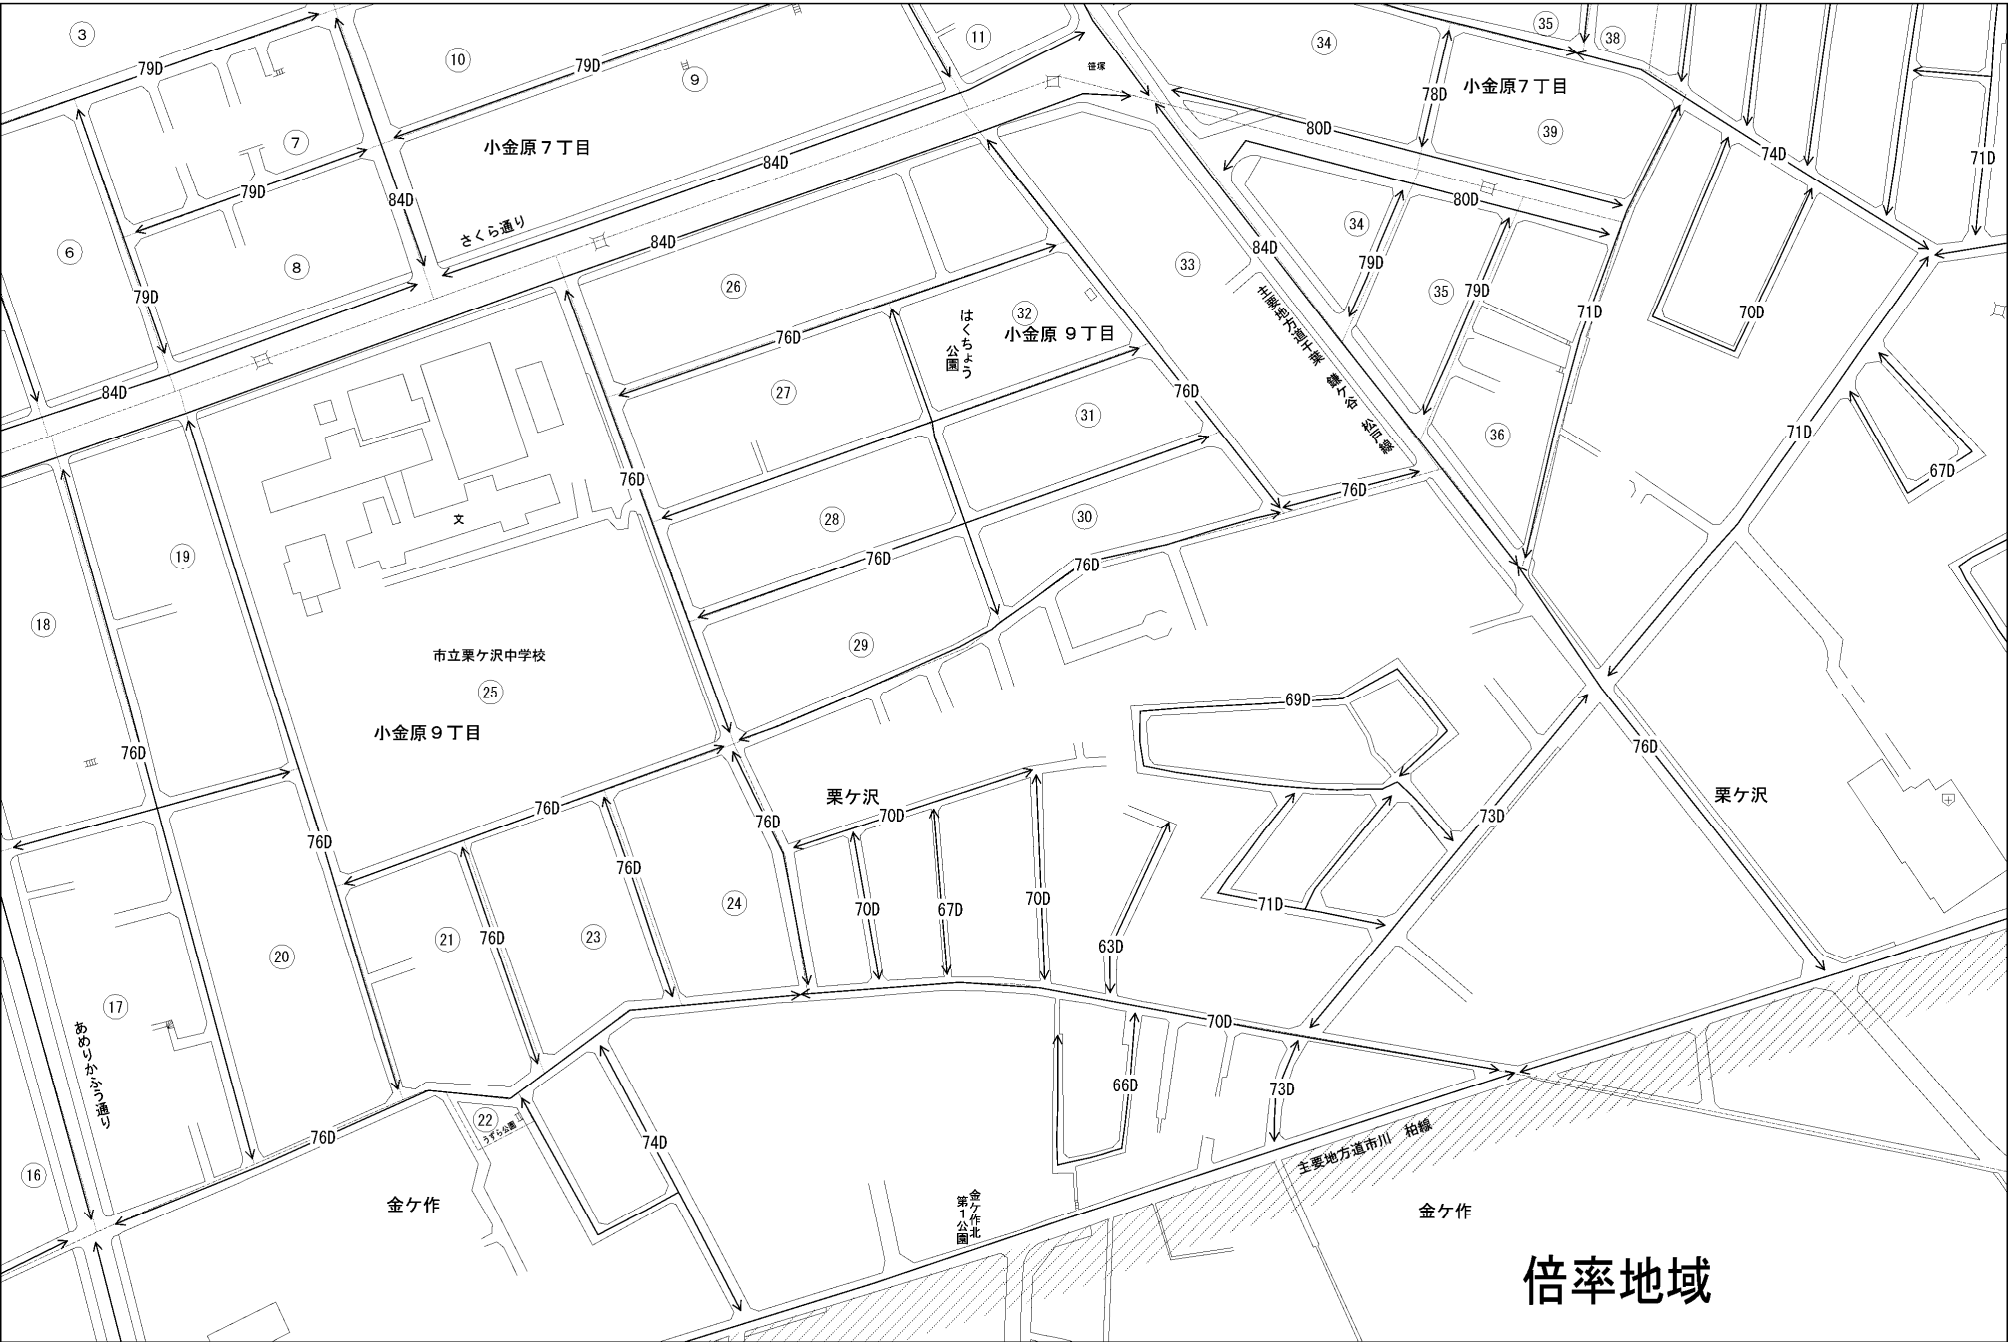 3
10
79D
79D
9
11
笹塚
34
35
38
小金原7丁目
78D
39
80D
7
小金原7丁目
74D
71D
79D
84D
84D
80D
さくら通り
34
6
8
84D
84D
33
79D
35
79D
79D
26
32
はくちょう
公園
小金原9丁目
主要地方道千葉 鎌ケ谷 松戸線
71D
70D
76D
84D
27
76D
31
71D
36
67D
76D
76D
28
30
文
19
76D
76D
18
29
市立栗ケ沢中学校
25
69D
小金原9丁目
76D
76D
栗ケ沢
栗ケ沢
76D
76D
70D
73D
76D
76D
24
70D
67D
70D
71D
21
76D
23
63D
20
17
あめりかふう通り
70D
66D
73D
22
うずら公園
76D
74D
主要地方道市川 柏線
16
金ケ作
金ケ作北
第1公園
金ケ作
倍率地域